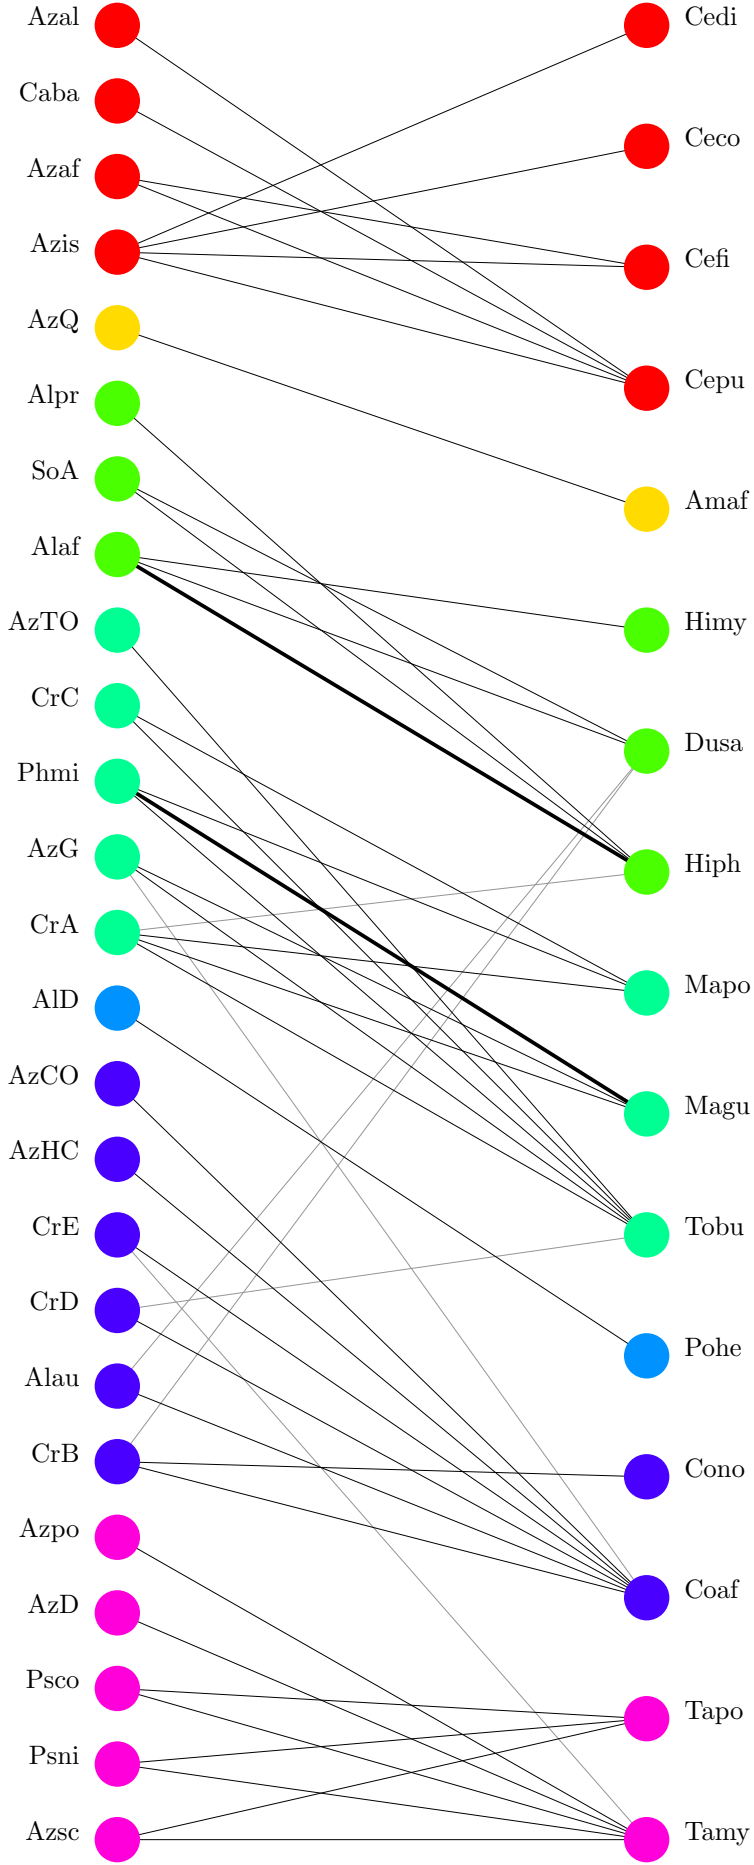 Azal
Caba
Azaf
Azis
AzQ
Alpr
SoA
Alaf
AzTO
CrC
Phmi
AzG
CrA
AlD
AzCO
AzHC
CrE
CrD
Alau
CrB
Azpo
AzD
Psco
Psni
Azsc
Cedi
Ceco
Cefi
Cepu
Amaf
Himy
Dusa
Hiph
Mapo
Magu
Tobu
Pohe
Cono
Coaf
Tapo
Tamy